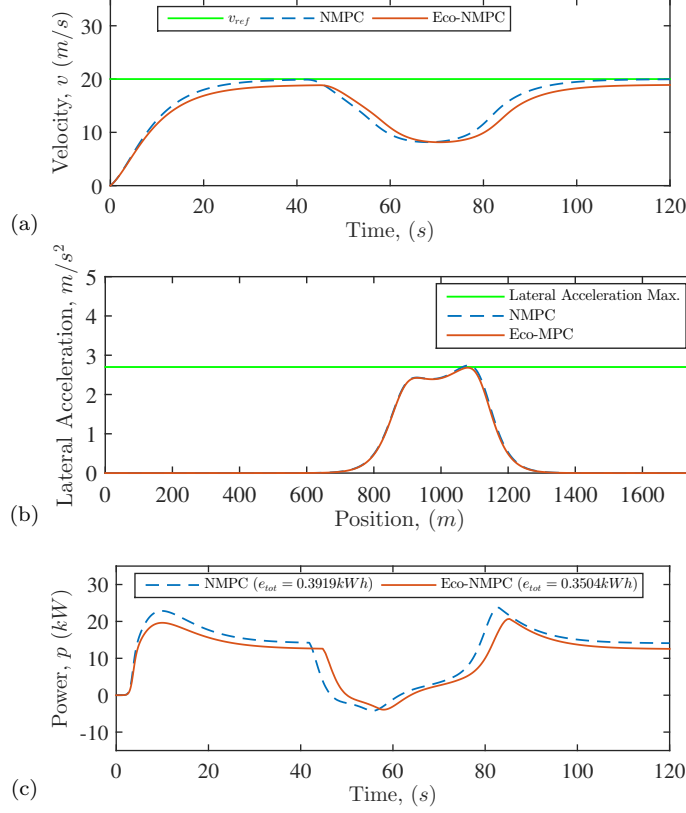 v_ref NMPC Eco-NMPC
30
20
10
0
Velocity, v (m/s)
0 20 40 60 80 100 120
Time, (s)
(a)
5
4
3
2
1
0
Lateral Acceleration, m/s²
Lateral Acceleration Max.
NMPC
Eco-MPC
0 200 400 600 800 1000 1200 1400 1600
Position, (m)
(b)
NMPC (e_tot = 0.3919kWh) Eco-NMPC (e_tot = 0.3504kWh)
30
20
10
0
-10
Power, p (kW)
0 20 40 60 80 100 120
Time, (s)
(c)